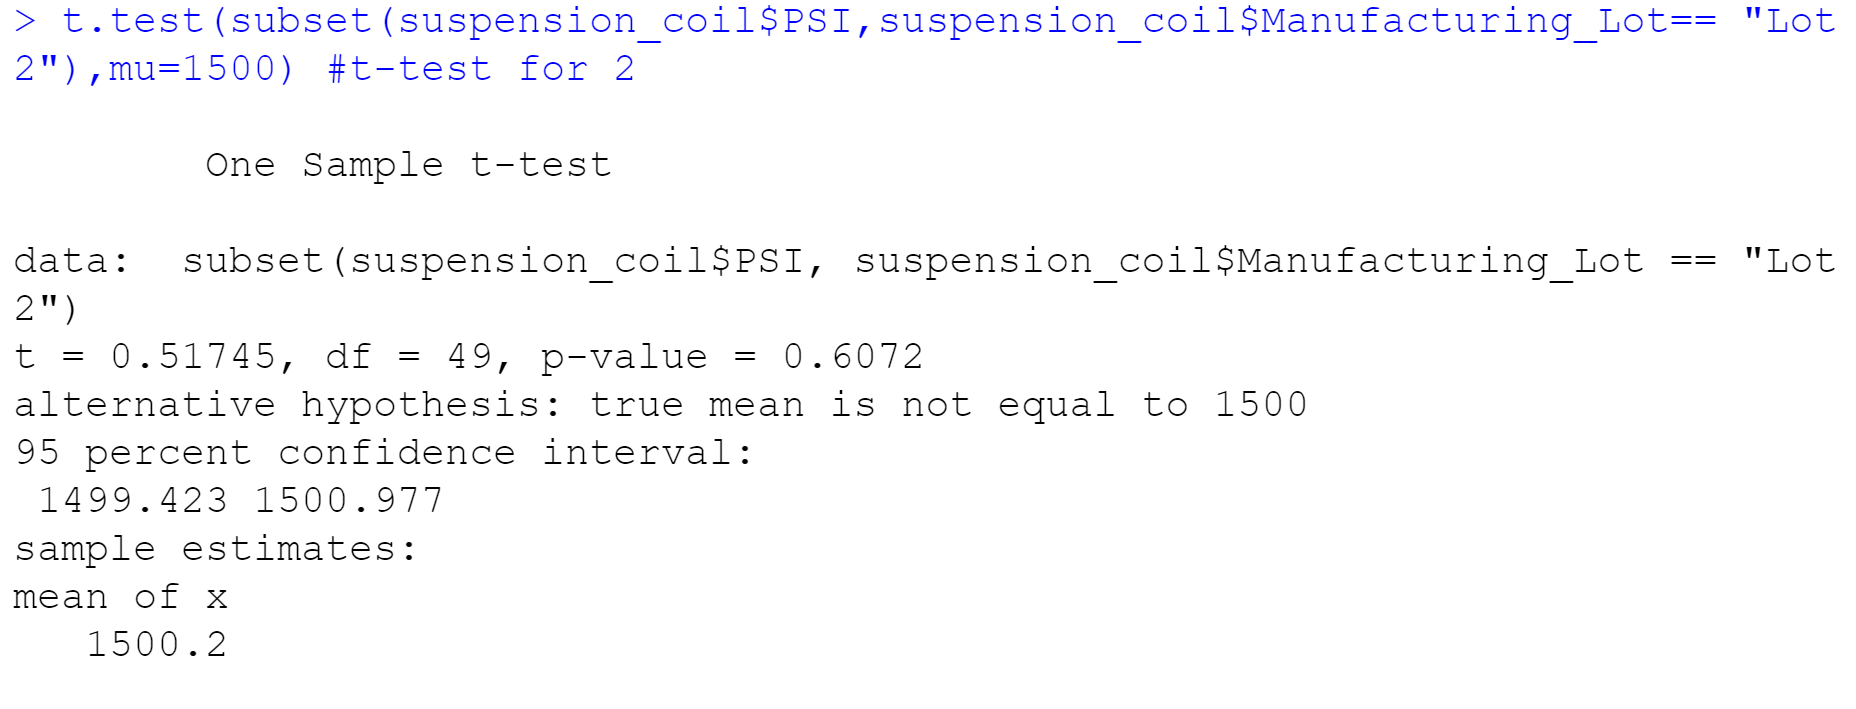 > t.test(subset(suspension_coil$PSI,suspension_coil$Manufacturing_Lot== "Lot
2"),mu=1500) #t-test for 2
One Sample t-test
data:  subset(suspension_coil$PSI, suspension_coil$Manufacturing_Lot == "Lot
2")
t = 0.51745, df = 49, p-value = 0.6072
alternative hypothesis: true mean is not equal to 1500
95 percent confidence interval:
1499.423 1500.977
sample estimates:
mean of x
1500.2